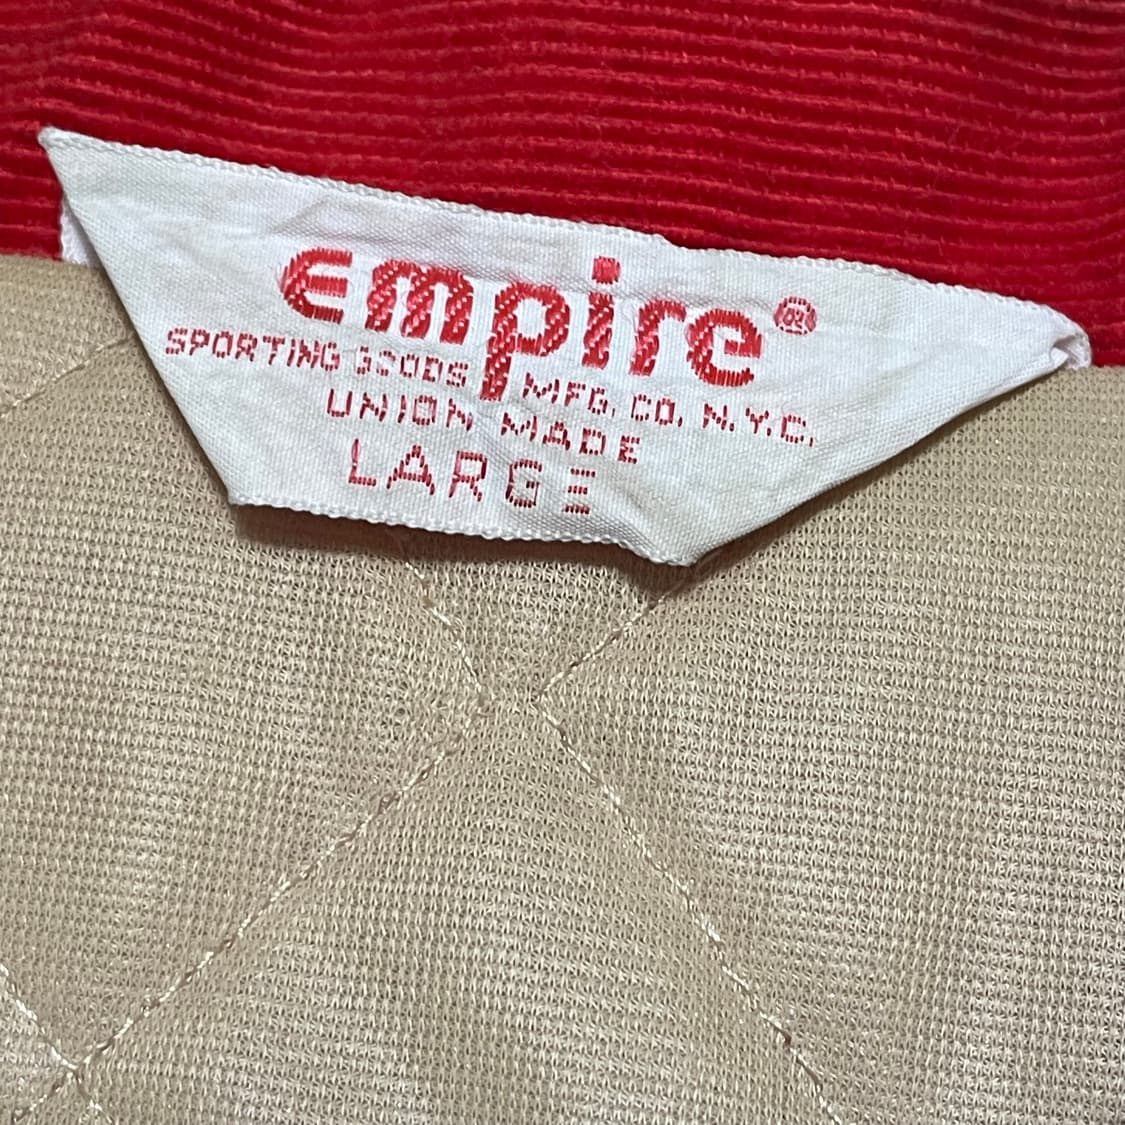 empire®
SPORTING GOODS MFG. CO. N.Y.C.
UNION MADE
LARGE